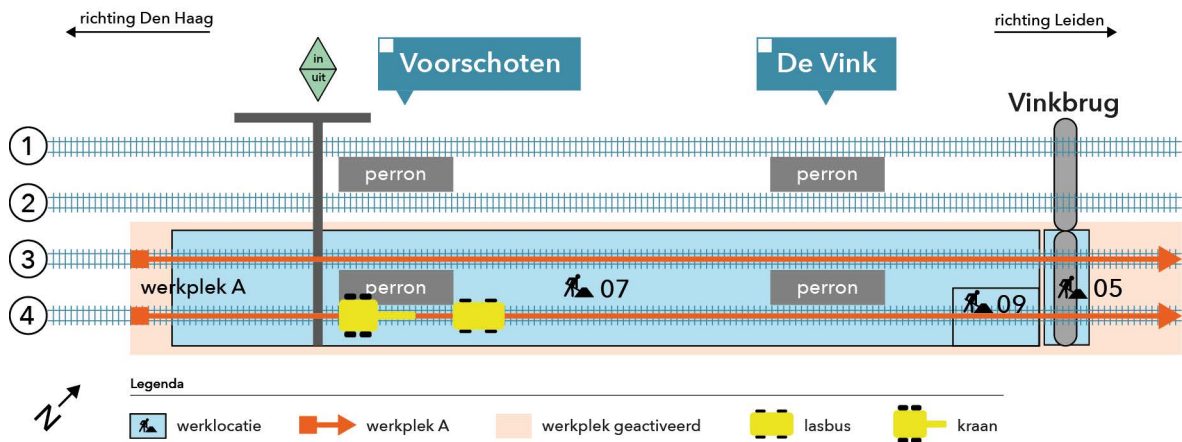 richting Den Haag
richting Leiden
in
uit
Voorschoten
De Vink
Vinkbrug
1
perron
perron
2
3
werkplek A
perron
07
perron
09
05
4
N
Legenda
werklocatie
werkplek A
werkplek geactiveerd
lasbus
kraan